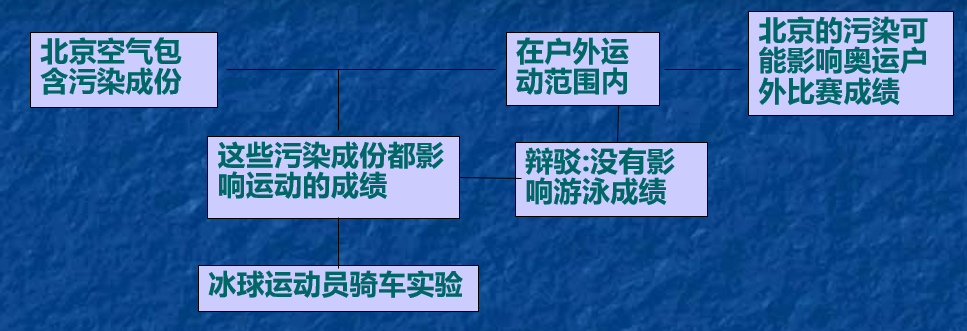 北京空气包
含污染成份
在户外运
动范围内
北京的污染可
能影响奥运户
外比赛成绩
这些污染成份都影
响运动的成绩
辩驳:没有影
响游泳成绩
冰球运动员骑车实验